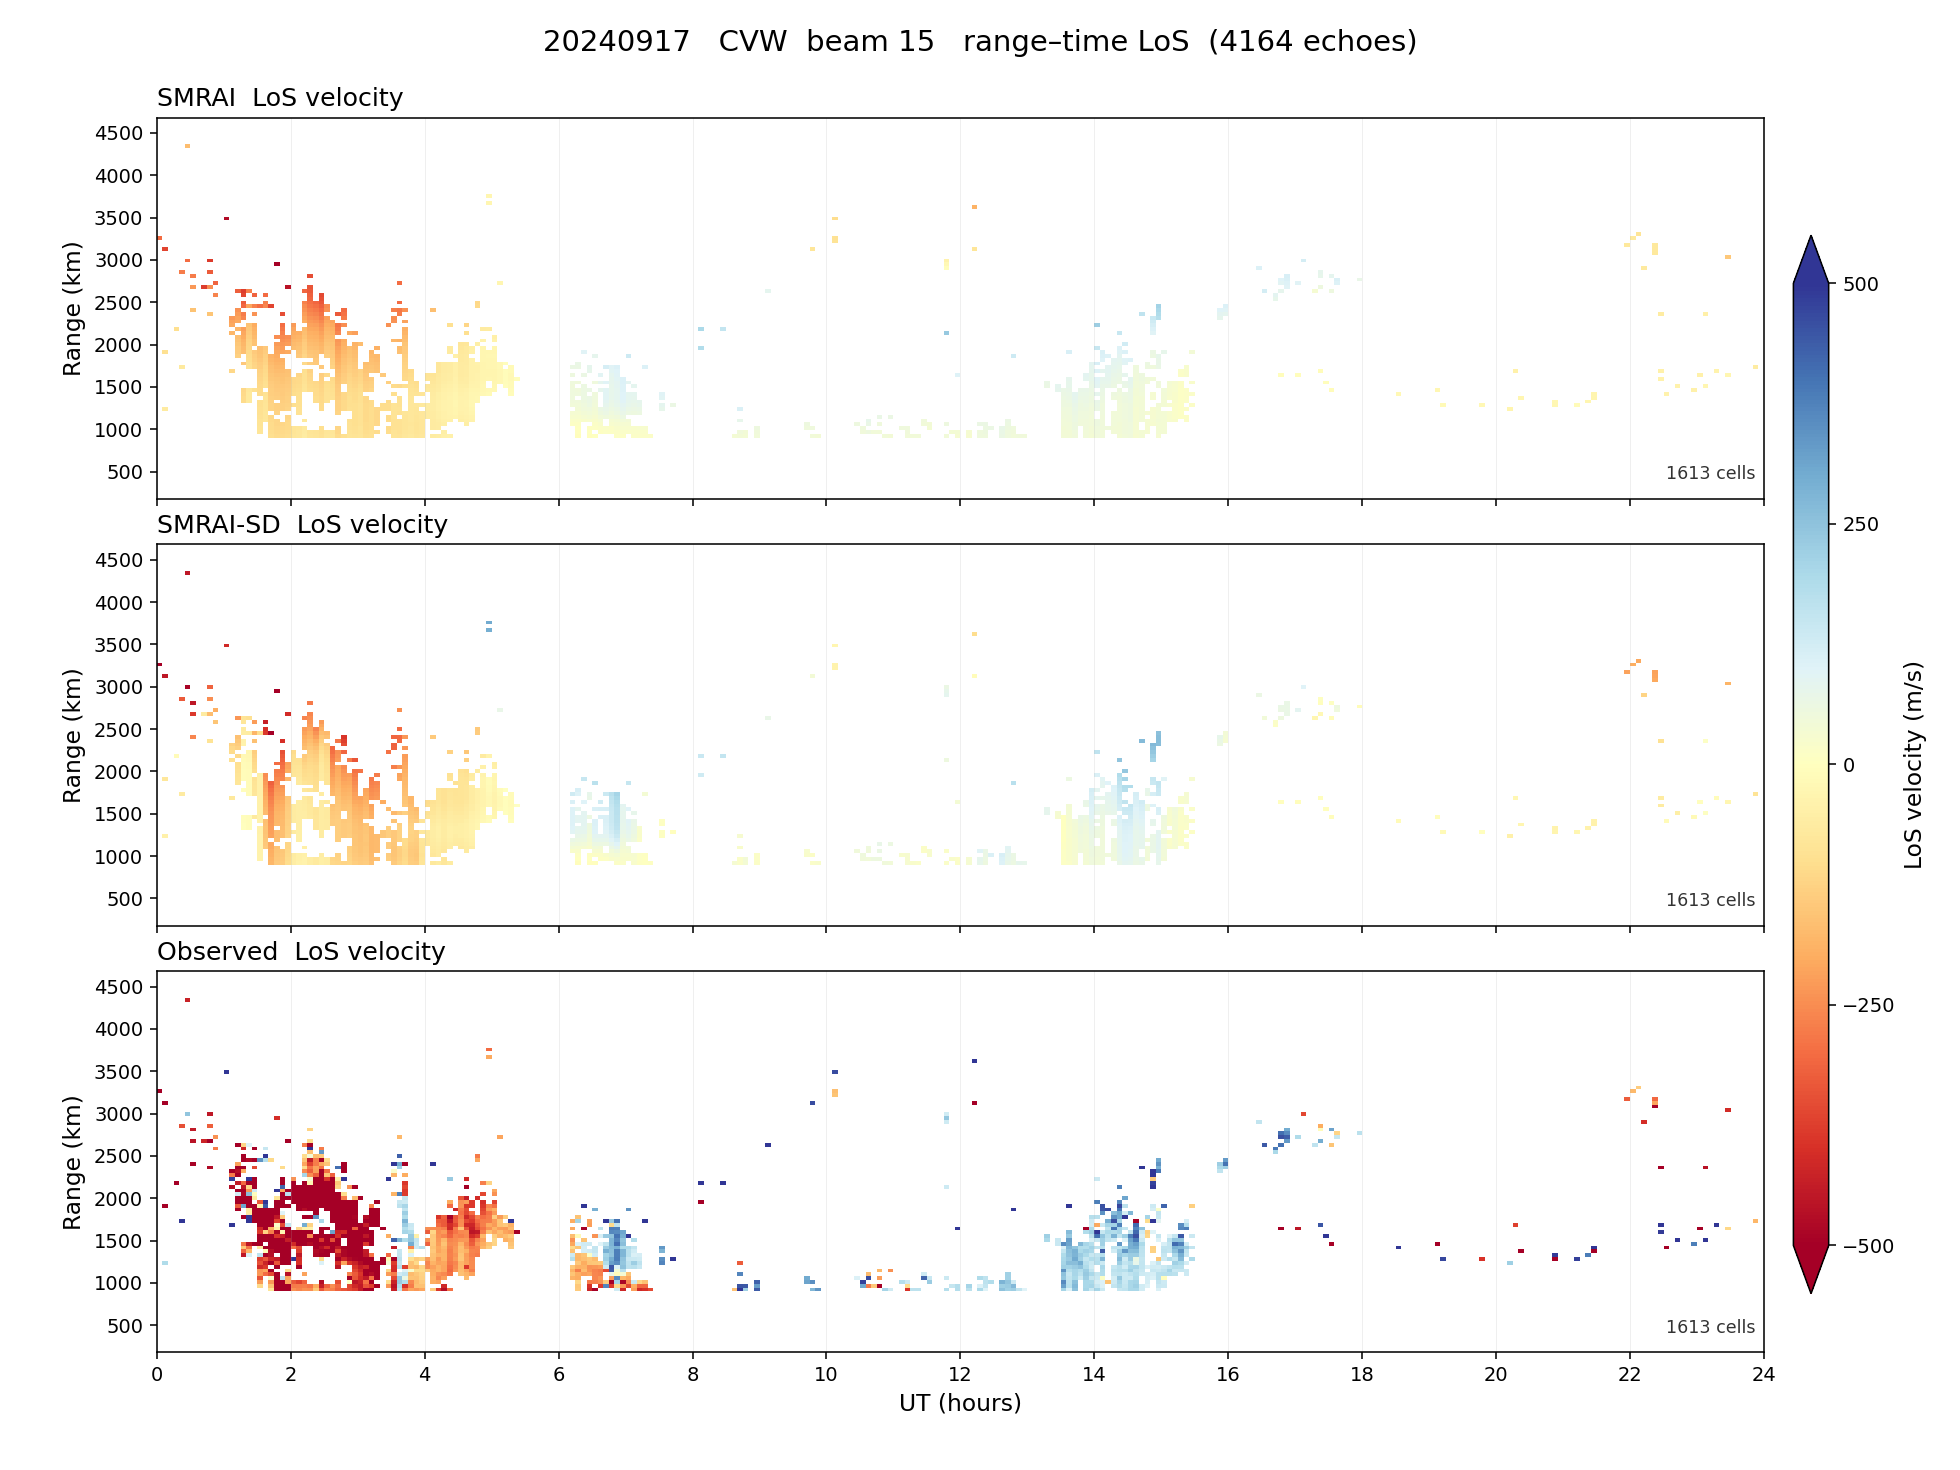 20240917 CVW beam 15 range–time LoS (4164 echoes)
SMRAI LoS velocity
4500
4000
3500
3000
2500
2000
1500
1000
500
Range (km)
1613 cells
SMRAI-SD LoS velocity
4500
4000
3500
3000
2500
2000
1500
1000
500
Range (km)
1613 cells
Observed LoS velocity
4500
4000
3500
3000
2500
2000
1500
1000
500
Range (km)
1613 cells
0 2 4 6 8 10 12 14 16 18 20 22 24
UT (hours)
500
250
0
−250
−500
LoS velocity (m/s)